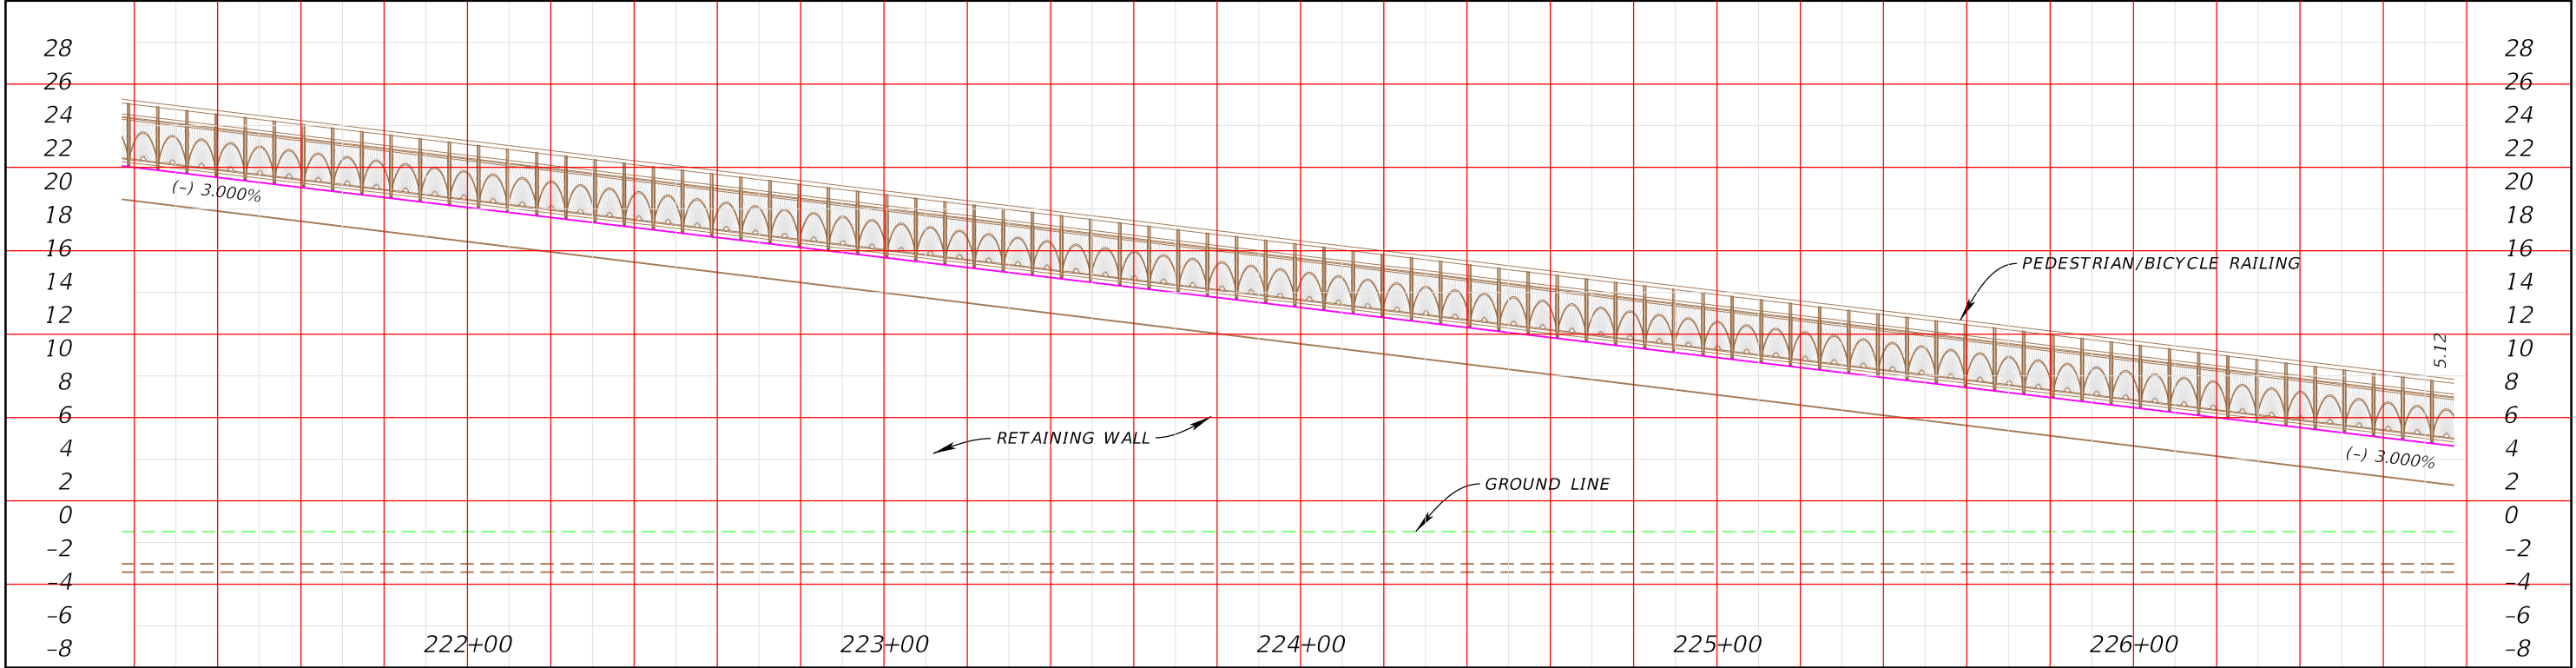 28 28
26 26
24 24
22 22
20 (-) 3.000% 20
18 18
16 16
PEDESTRIAN/BICYCLE RAILING
14 14
12 12
10 5.12 10
8 8
6 6
RETAINING WALL
4 4
(-) 3.000%
2 GROUND LINE 2
0 0
-2 -2
-4 -4
-6 -6
222+00 223+00 224+00 225+00 226+00
-8 -8